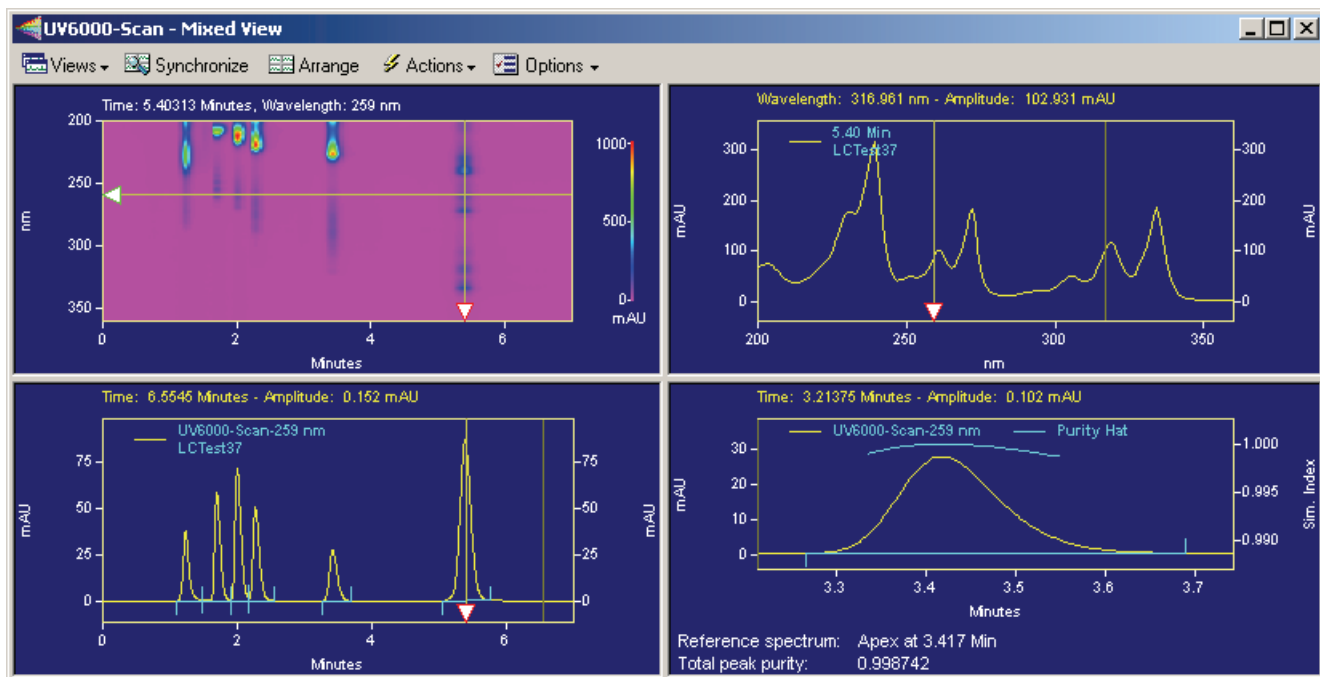 UV6000-Scan - Mixed View
Views Synchronize Arrange Actions Options
Time: 5.40313 Minutes, Wavelength: 259 nm
200
250
300
350
nm
0 2 4 6
Minutes
1000
500
0
mAU
Wavelength: 316.961 nm - Amplitude: 102.931 mAU
5.40 Min
LCTest37
300 300
200 200
100 100
0 0
mAU mAU
200 250 300 350
nm
Time: 6.5545 Minutes - Amplitude: 0.152 mAU
UV6000-Scan-259 nm
LCTest37
75 75
50 50
25 25
0 0
mAU mAU
0 2 4 6
Minutes
Time: 3.21375 Minutes - Amplitude: 0.102 mAU
UV6000-Scan-259 nm Purity Hat
30 1.000
20 0.995
10 0.990
0
mAU Sim. Index
3.3 3.4 3.5 3.6 3.7
Minutes
Reference spectrum: Apex at 3.417 Min
Total peak purity: 0.998742